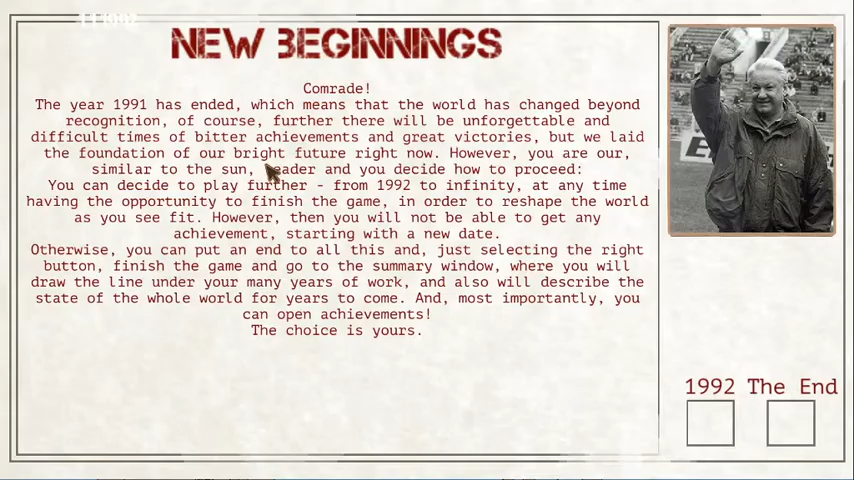 NEW BEGINNINGS
Comrade!
The year 1991 has ended, which means that the world has changed beyond
recognition, of course, further there will be unforgettable and
difficult times of bitter achievements and great victories, but we laid
the foundation of our bright future right now. However, you are our,
similar to the sun, leader and you decide how to proceed:
You can decide to play further - from 1992 to infinity, at any time
having the opportunity to finish the game, in order to reshape the world
as you see fit. However, then you will not be able to get any
achievement, starting with a new date.
Otherwise, you can put an end to all this and, just selecting the right
button, finish the game and go to the summary window, where you will
draw the line under your many years of work, and also will describe the
state of the whole world for years to come. And, most importantly, you
can open achievements!
The choice is yours.
1992 The End